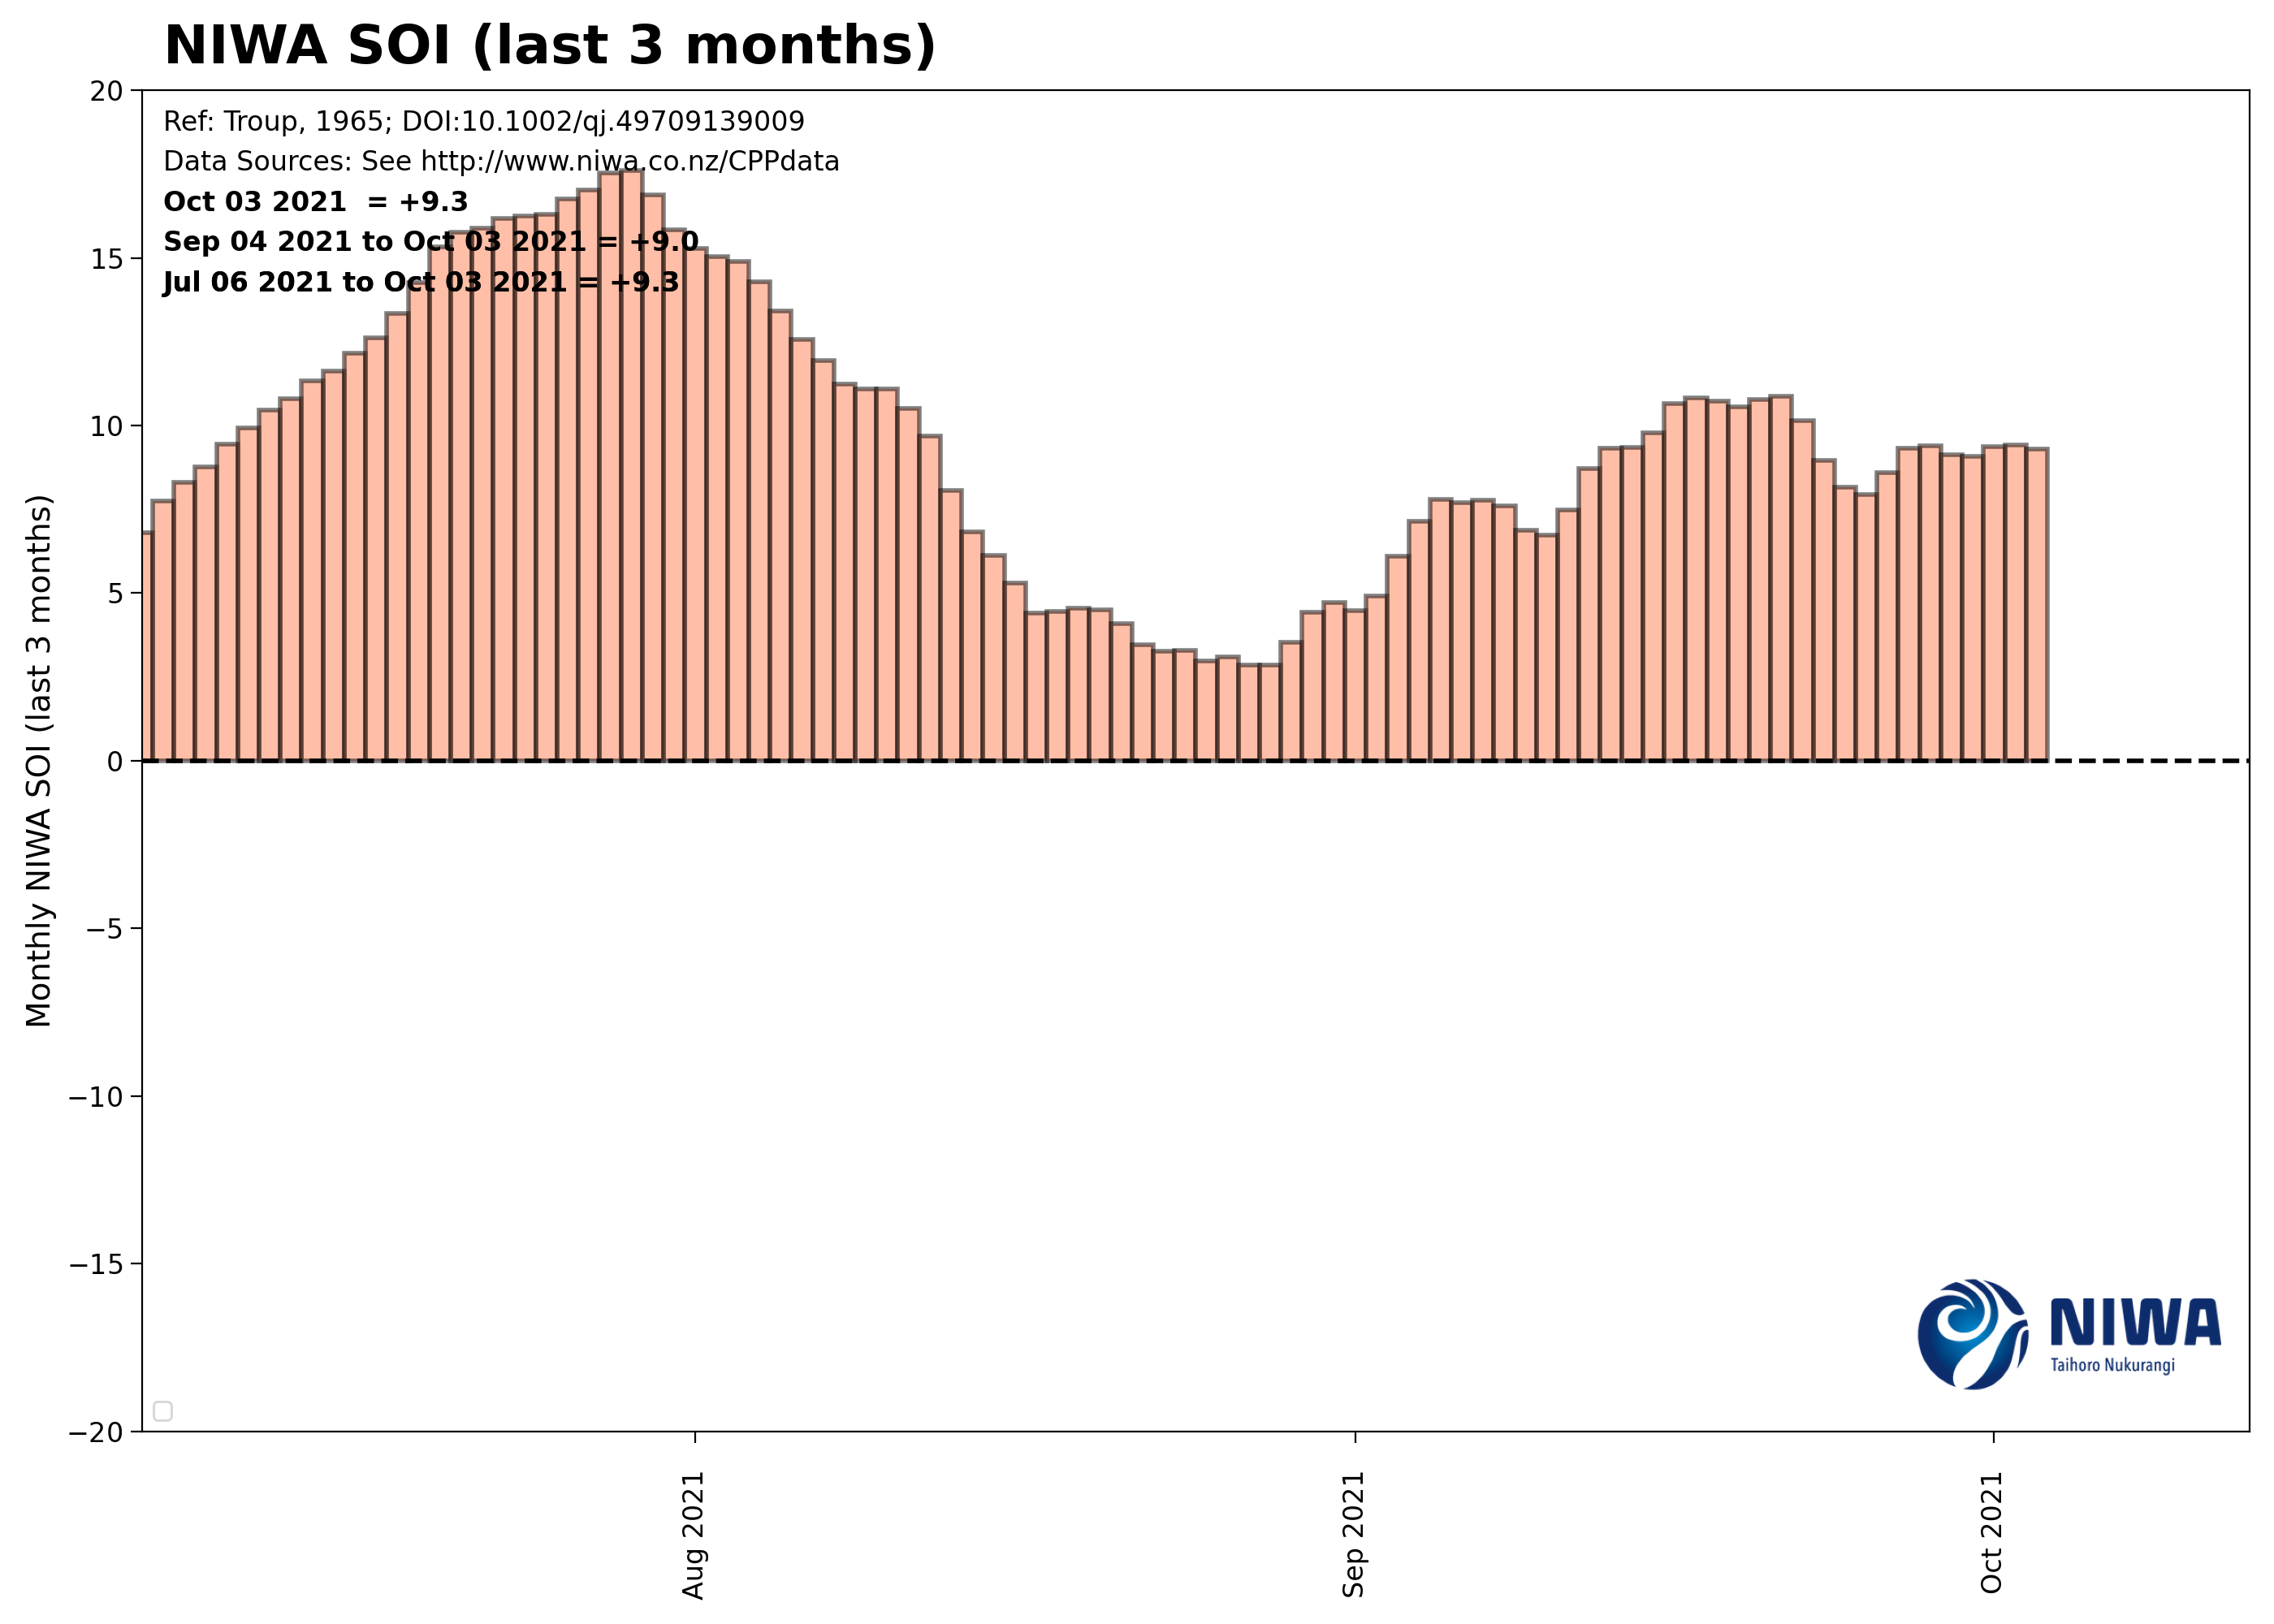 NIWA SOI (last 3 months)
Ref: Troup, 1965; DOI:10.1002/qj.49709139009
Data Sources: See http://www.niwa.co.nz/CPPdata
Oct 03 2021  = +9.3
Sep 04 2021 to Oct 03 2021 = +9.0
Jul 06 2021 to Oct 03 2021 = +9.3
Monthly NIWA SOI (last 3 months)
20
15
10
5
0
−5
−10
−15
−20
NIWA
Taihoro Nukurangi
Aug 2021
Sep 2021
Oct 2021